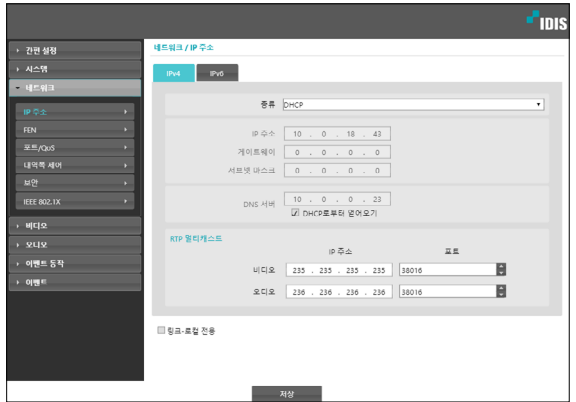 IDIS
간편 설정
시스템
네트워크
IP 주소
FEN
포트/QoS
대역폭 제어
보안
IEEE 802.1X
비디오
오디오
이벤트 동작
이벤트
네트워크 / IP 주소
IPv4 IPv6
종류 DHCP
IP 주소 10 . 0 . 18 . 43
게이트웨이 0 . 0 . 0 . 0
서브넷 마스크 0 . 0 . 0 . 0
DNS 서버 10 . 0 . 0 . 23
DHCP로부터 얻어오기
RTP 멀티캐스트
IP 주소 포트
비디오 235 . 235 . 235 . 235 38016
오디오 236 . 236 . 236 . 236 38016
링크-로컬 전용
저장